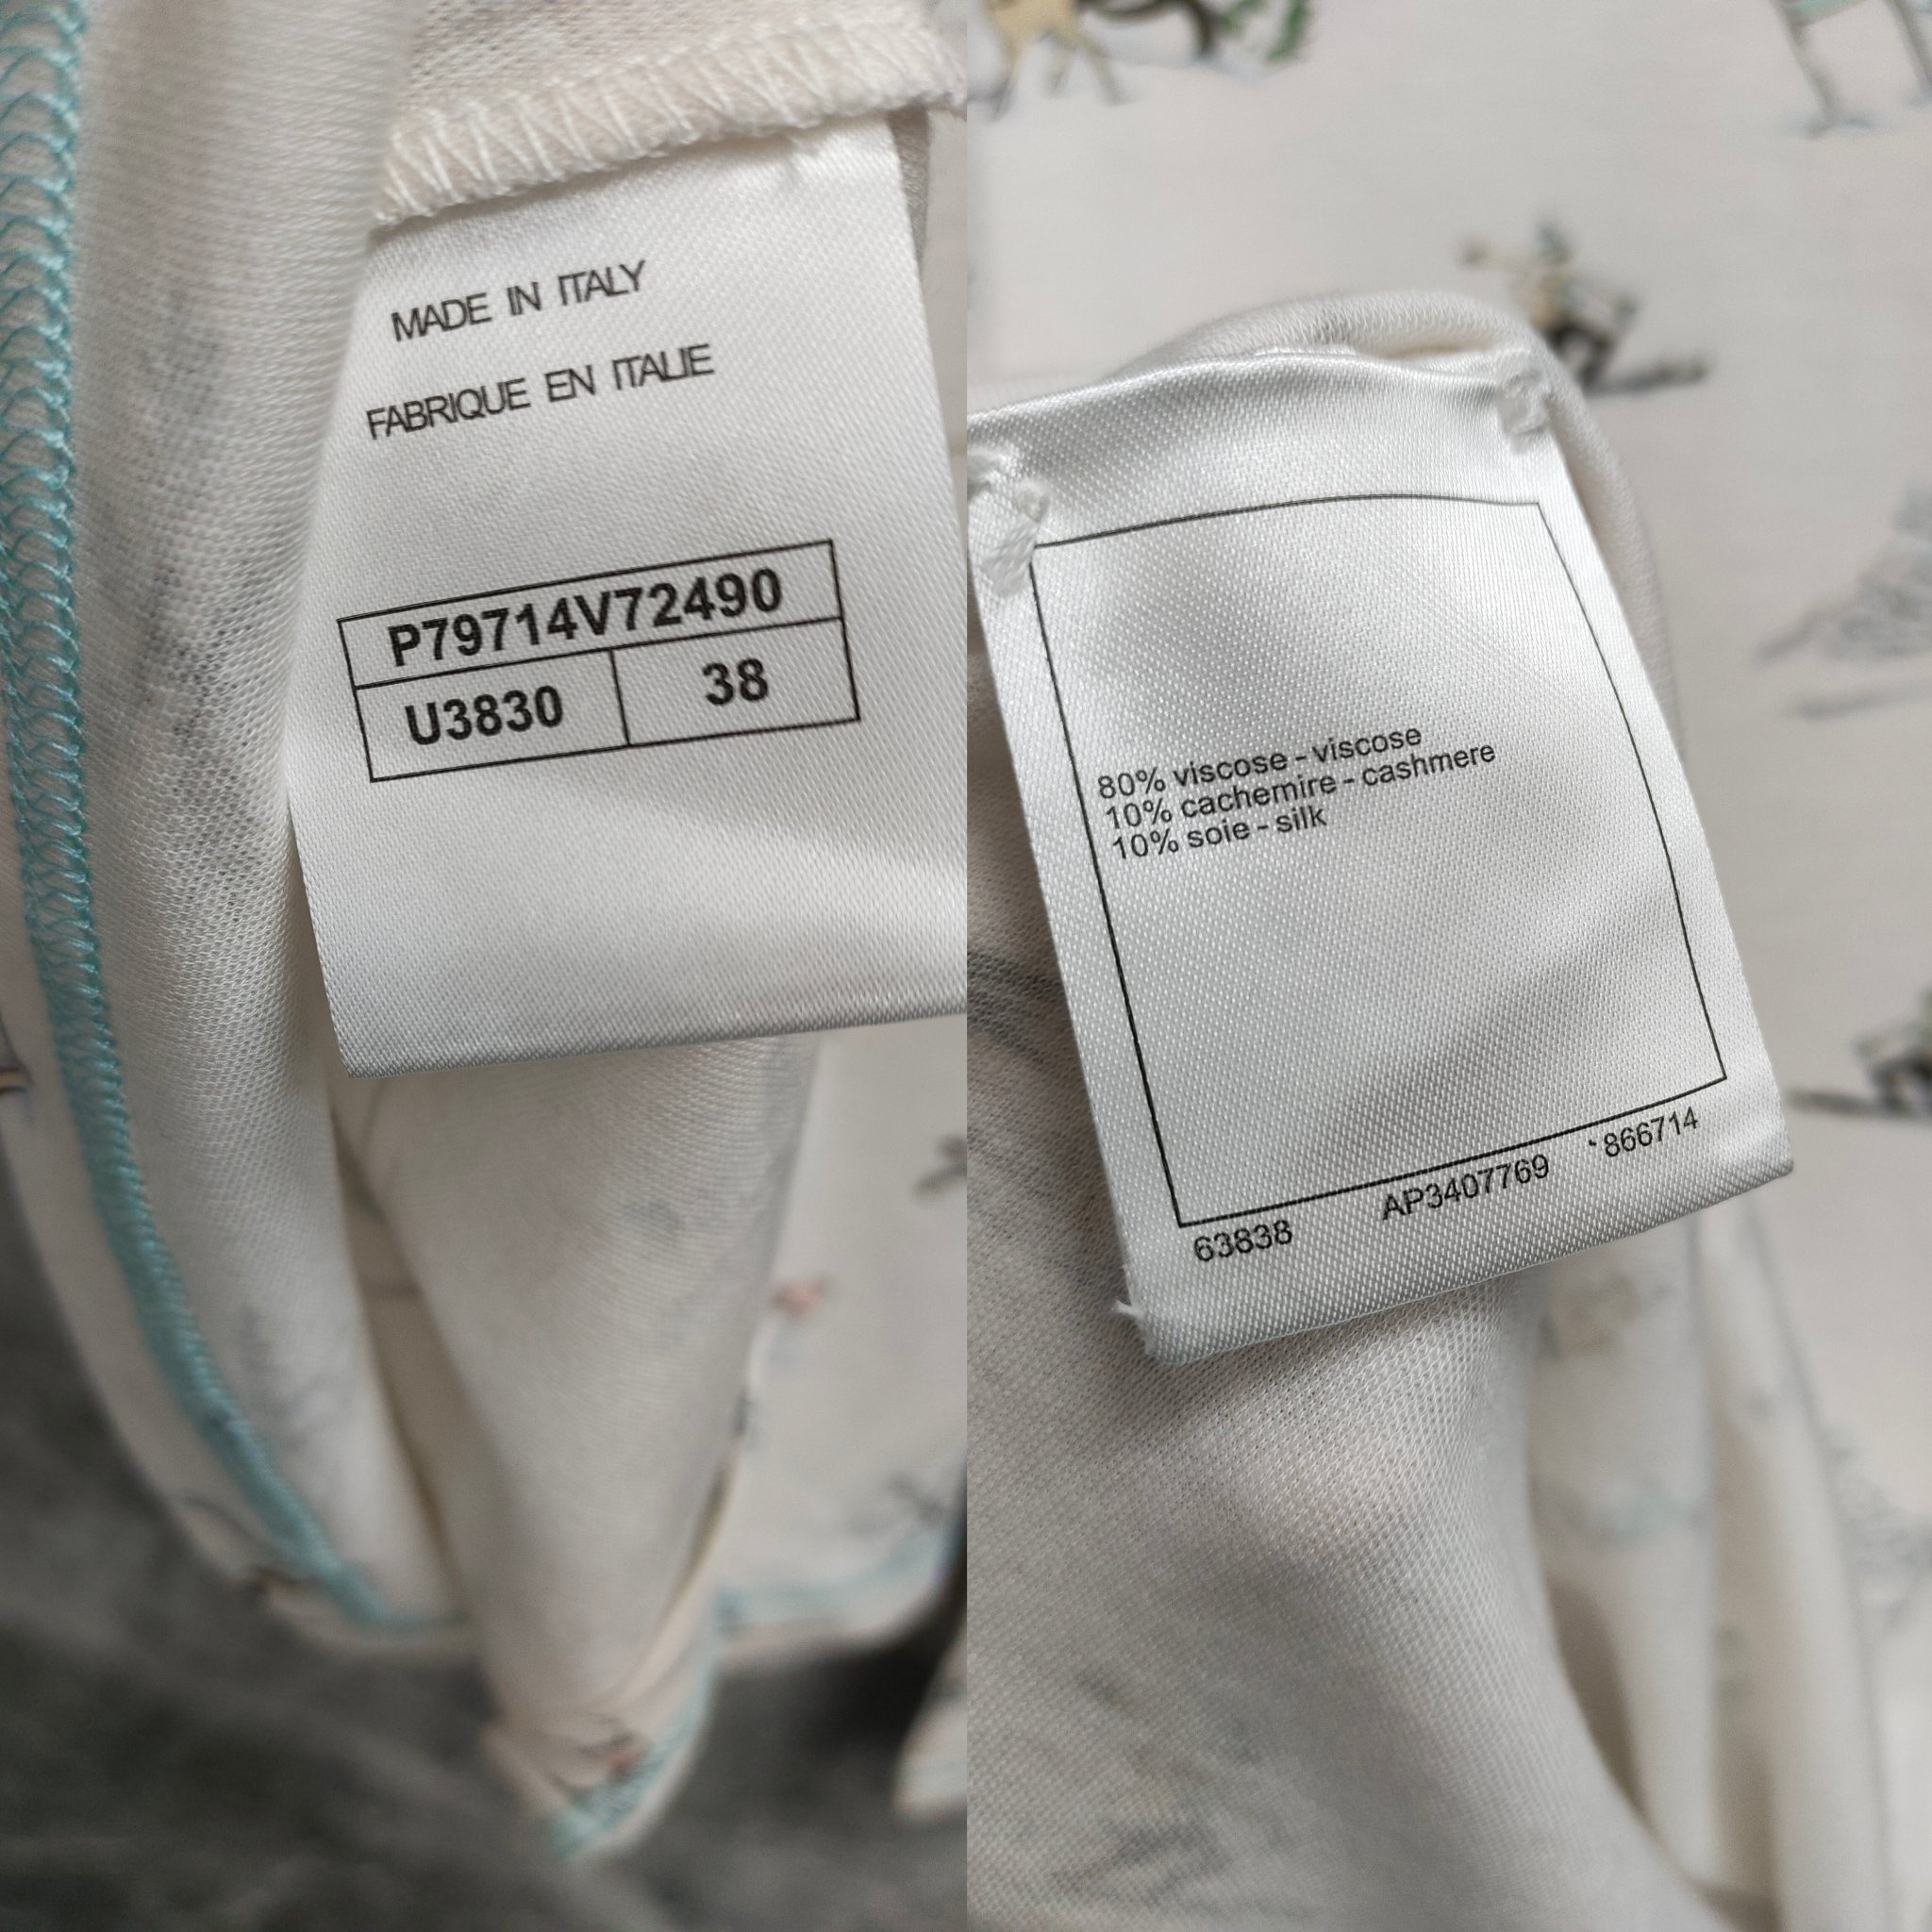 MADE IN ITALY
FABRIQUE EN ITALIE
P79714V72490
U3830 38
80% viscose - viscose
10% cachemire - cashmere
10% soie - silk
63838 AP3407769 866714